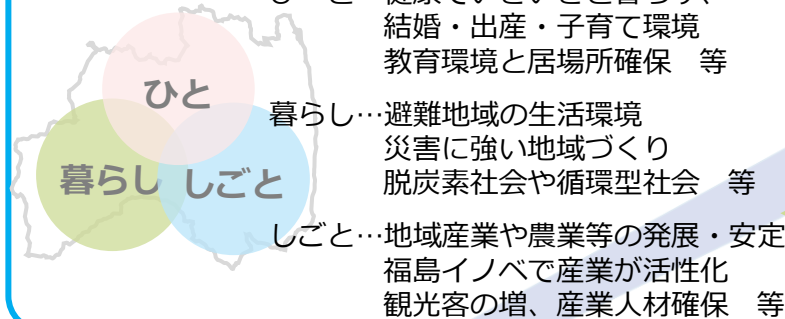 結婚・出産・子育て環境
教育環境と居場所確保　等
ひと
暮らし…避難地域の生活環境
災害に強い地域づくり
暮らし しごと
脱炭素社会や循環型社会　等
しごと…地域産業や農業等の発展・安定
福島イノベで産業が活性化
観光客の増、産業人材確保　等